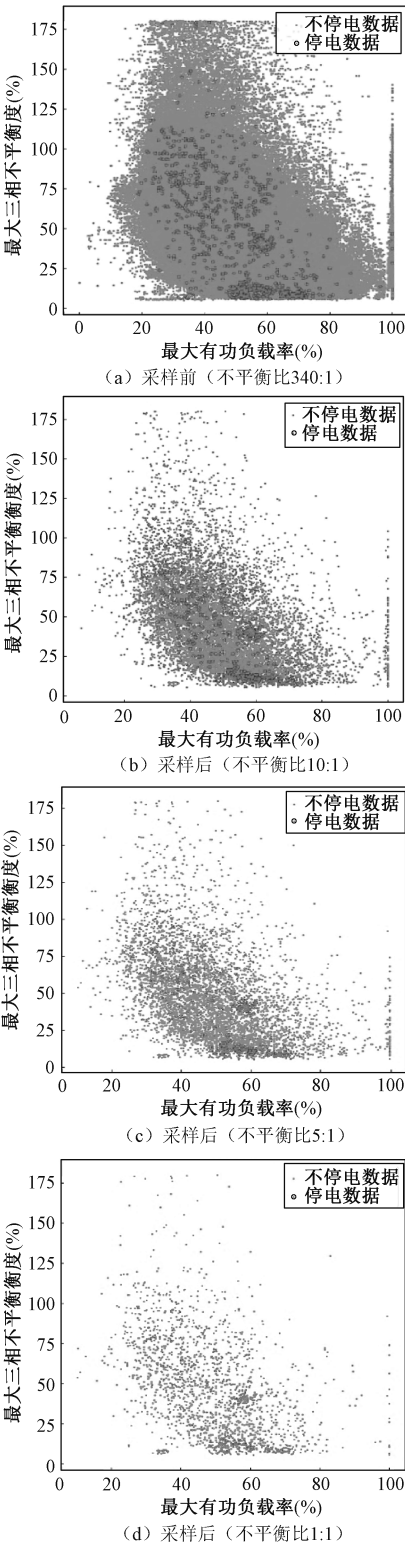 不停电数据
停电数据
最大三相不平衡度(%)
175
150
125
100
75
50
25
0
0 20 40 60 80 100
最大有功负载率(%)
(a) 采样前(不平衡比340:1)
不停电数据
停电数据
最大三相不平衡衡度(%)
175
150
125
100
75
50
25
0
0 20 40 60 80 100
最大有功负载率(%)
(b) 采样后(不平衡比10:1)
不停电数据
停电数据
最大三相不平衡衡度(%)
175
150
125
100
75
50
25
0
0 20 40 60 80 100
最大有功负载率(%)
(c) 采样后(不平衡比5:1)
不停电数据
停电数据
最大三相不平衡衡度(%)
175
150
125
100
75
50
25
0
0 20 40 60 80 100
最大有功负载率(%)
(d) 采样后(不平衡比1:1)